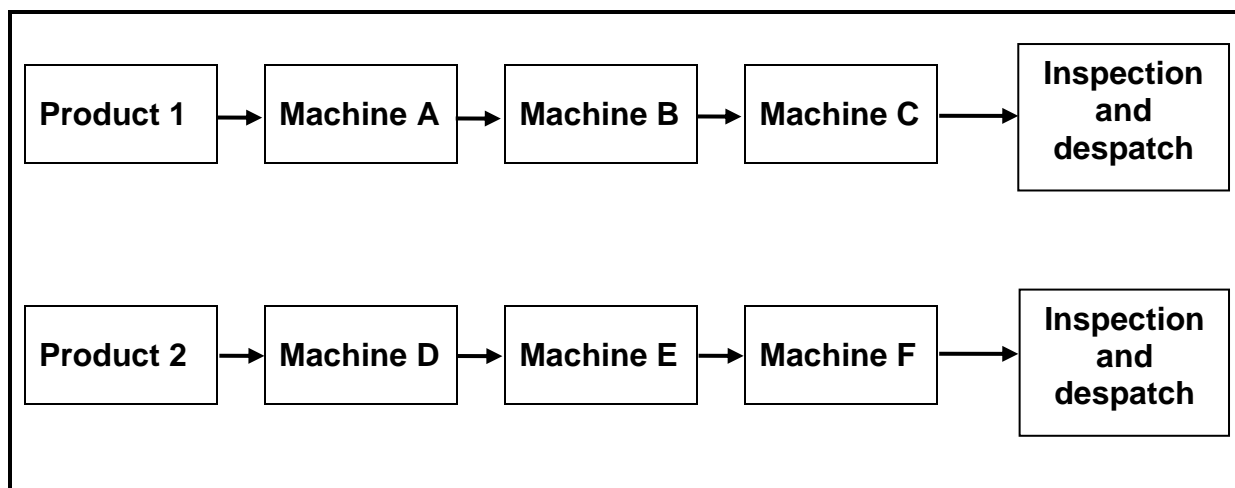 Product 1
Machine A
Machine B
Machine C
Inspection
and
despatch
Product 2
Machine D
Machine E
Machine F
Inspection
and
despatch